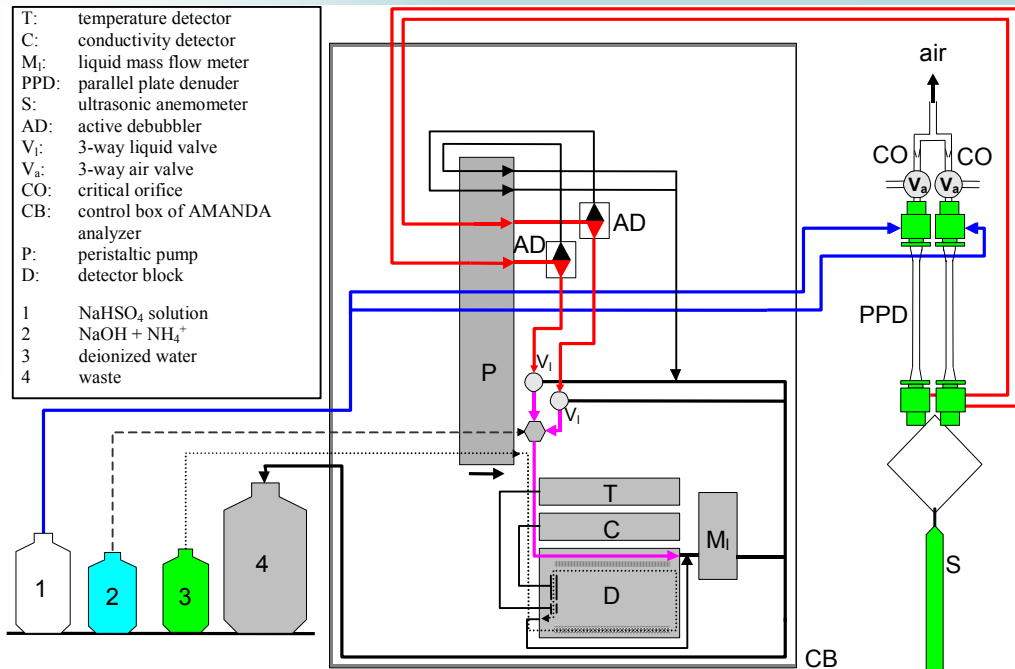 T: temperature detector
C: conductivity detector
Mₗ: liquid mass flow meter
PPD: parallel plate denuder
S: ultrasonic anemometer
AD: active debubbler
Vₗ: 3-way liquid valve
Vₐ: 3-way air valve
CO: critical orifice
CB: control box of AMANDA
analyzer
P: peristaltic pump
D: detector block
1 NaHSO₄ solution
2 NaOH + NH₄⁺
3 deionized water
4 waste
air
CO
CO
Vₐ
Vₐ
AD
AD
PPD
P
Vₗ
Vₗ
T
C
Mₗ
D
S
1
2
3
4
CB